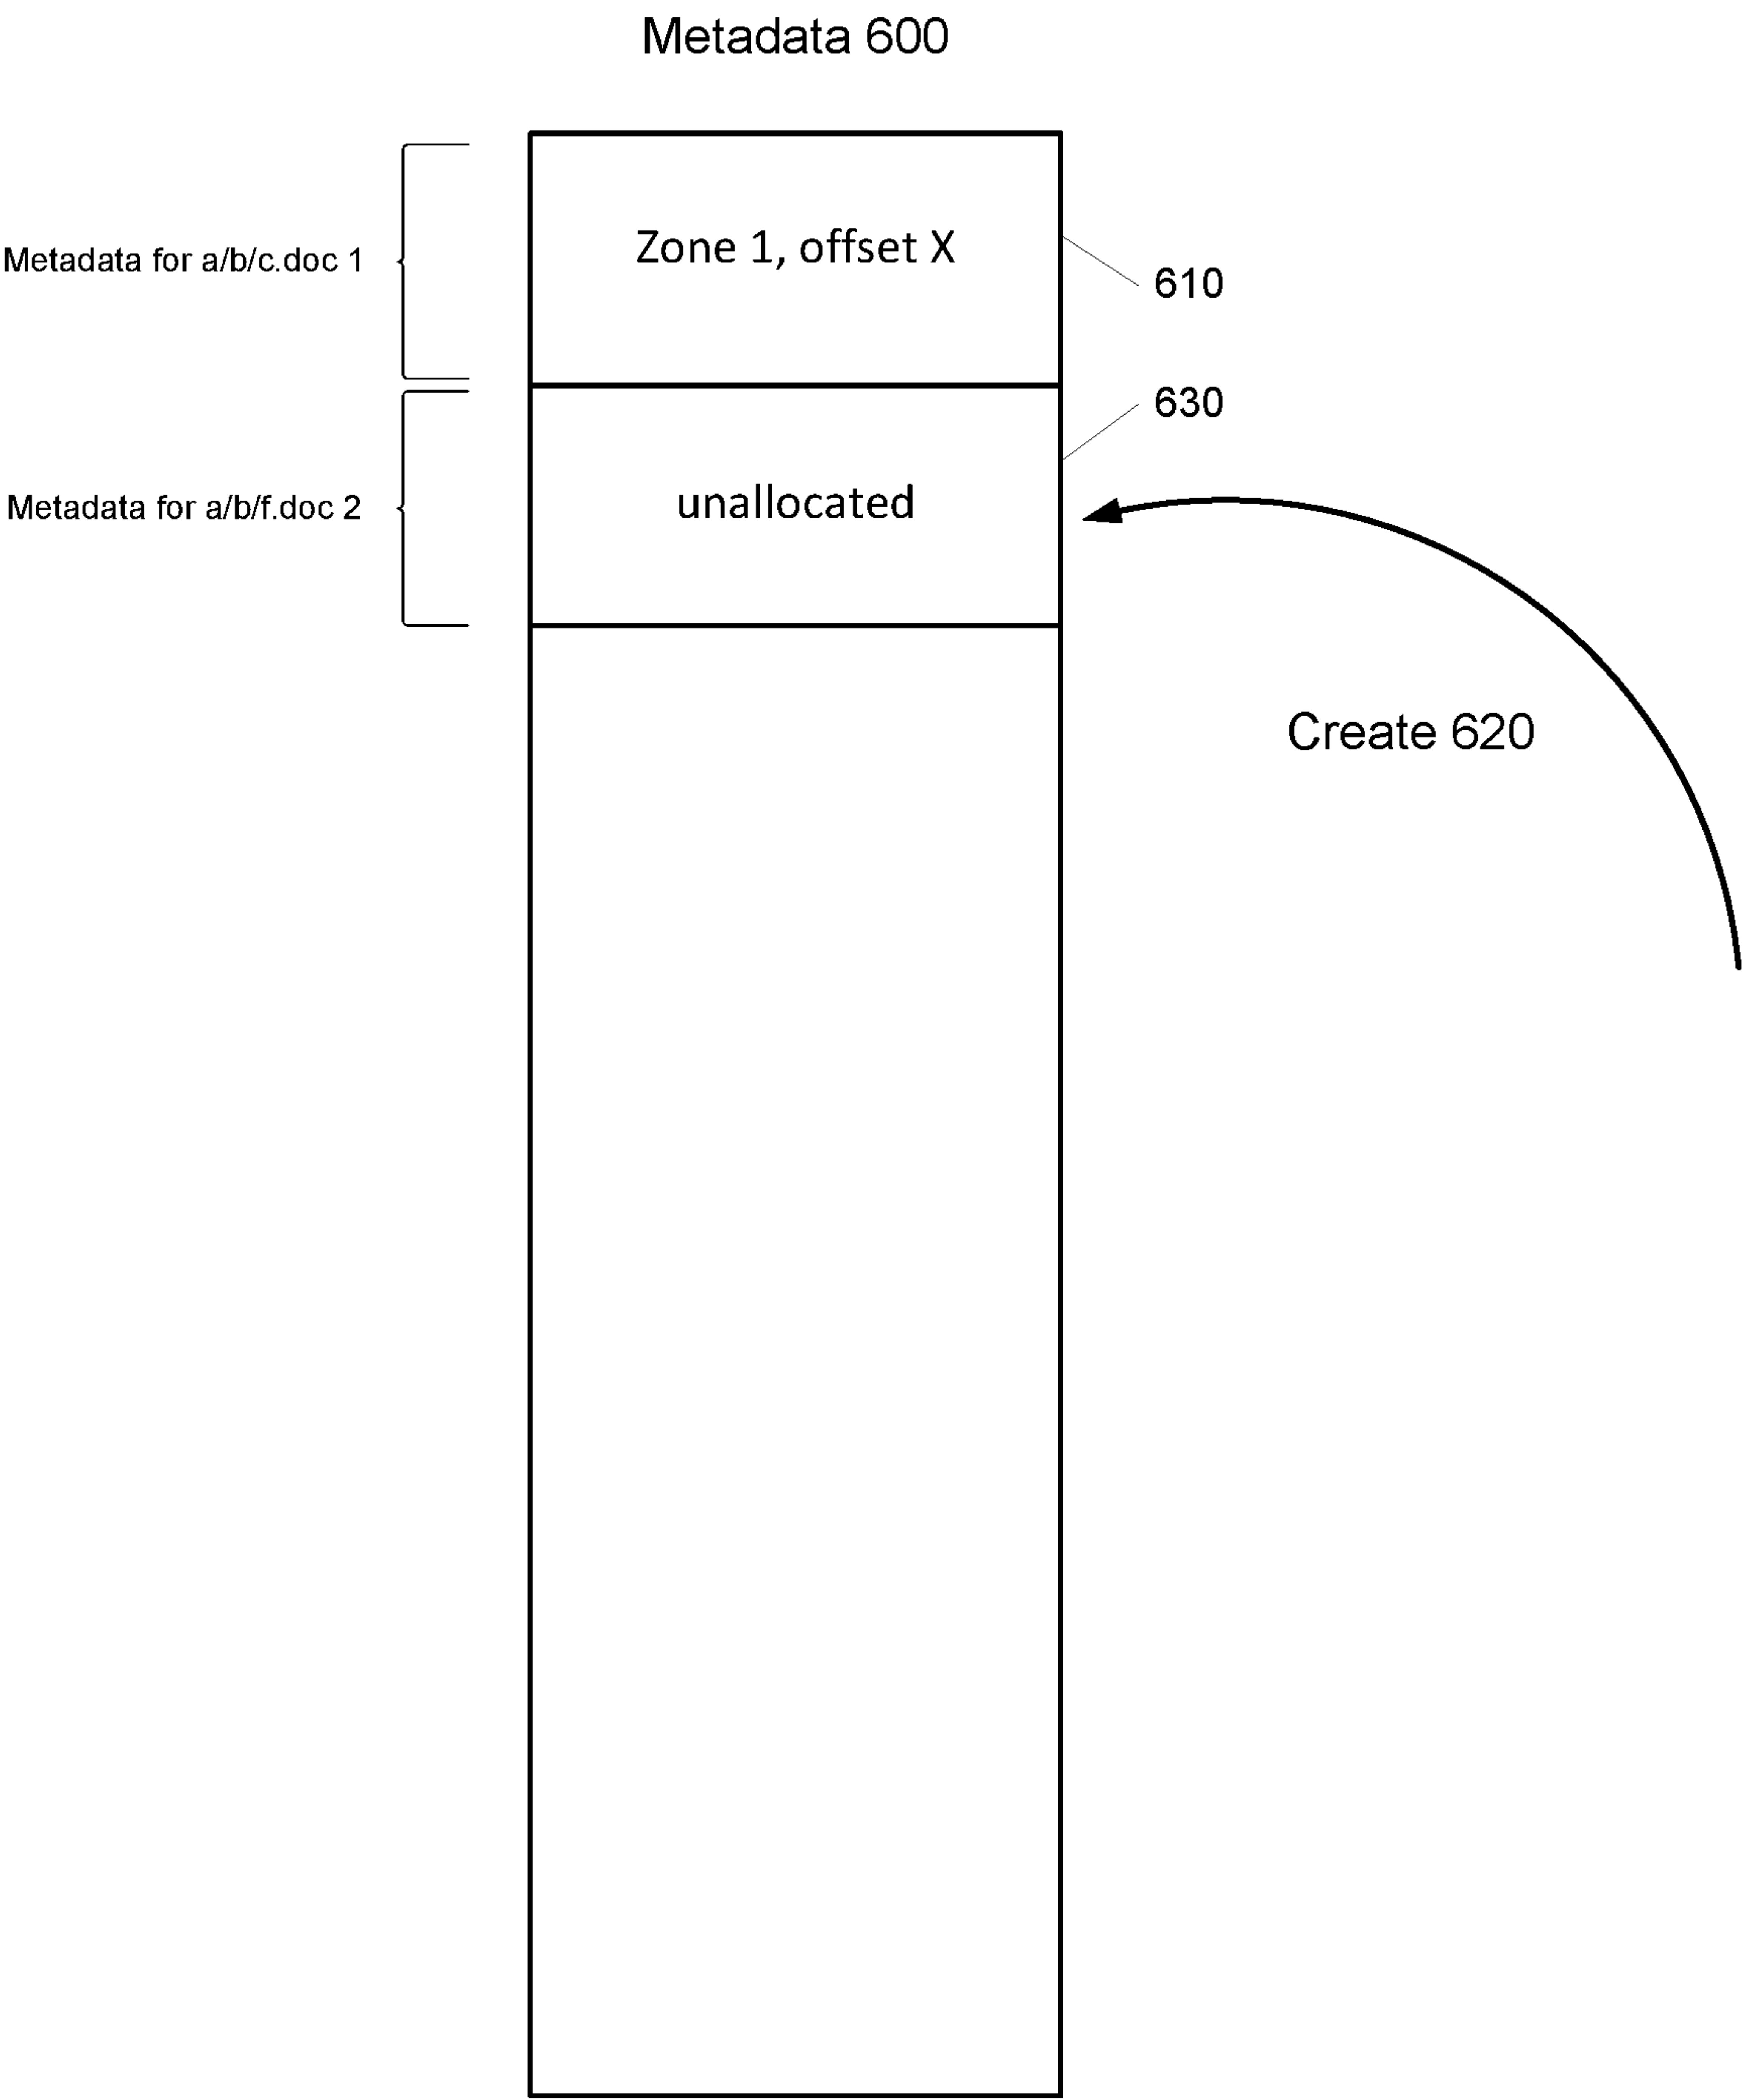 Metadata 600
Metadata for a/b/c.doc 1
Zone 1, offset X
610
630
Metadata for a/b/f.doc 2
unallocated
Create 620